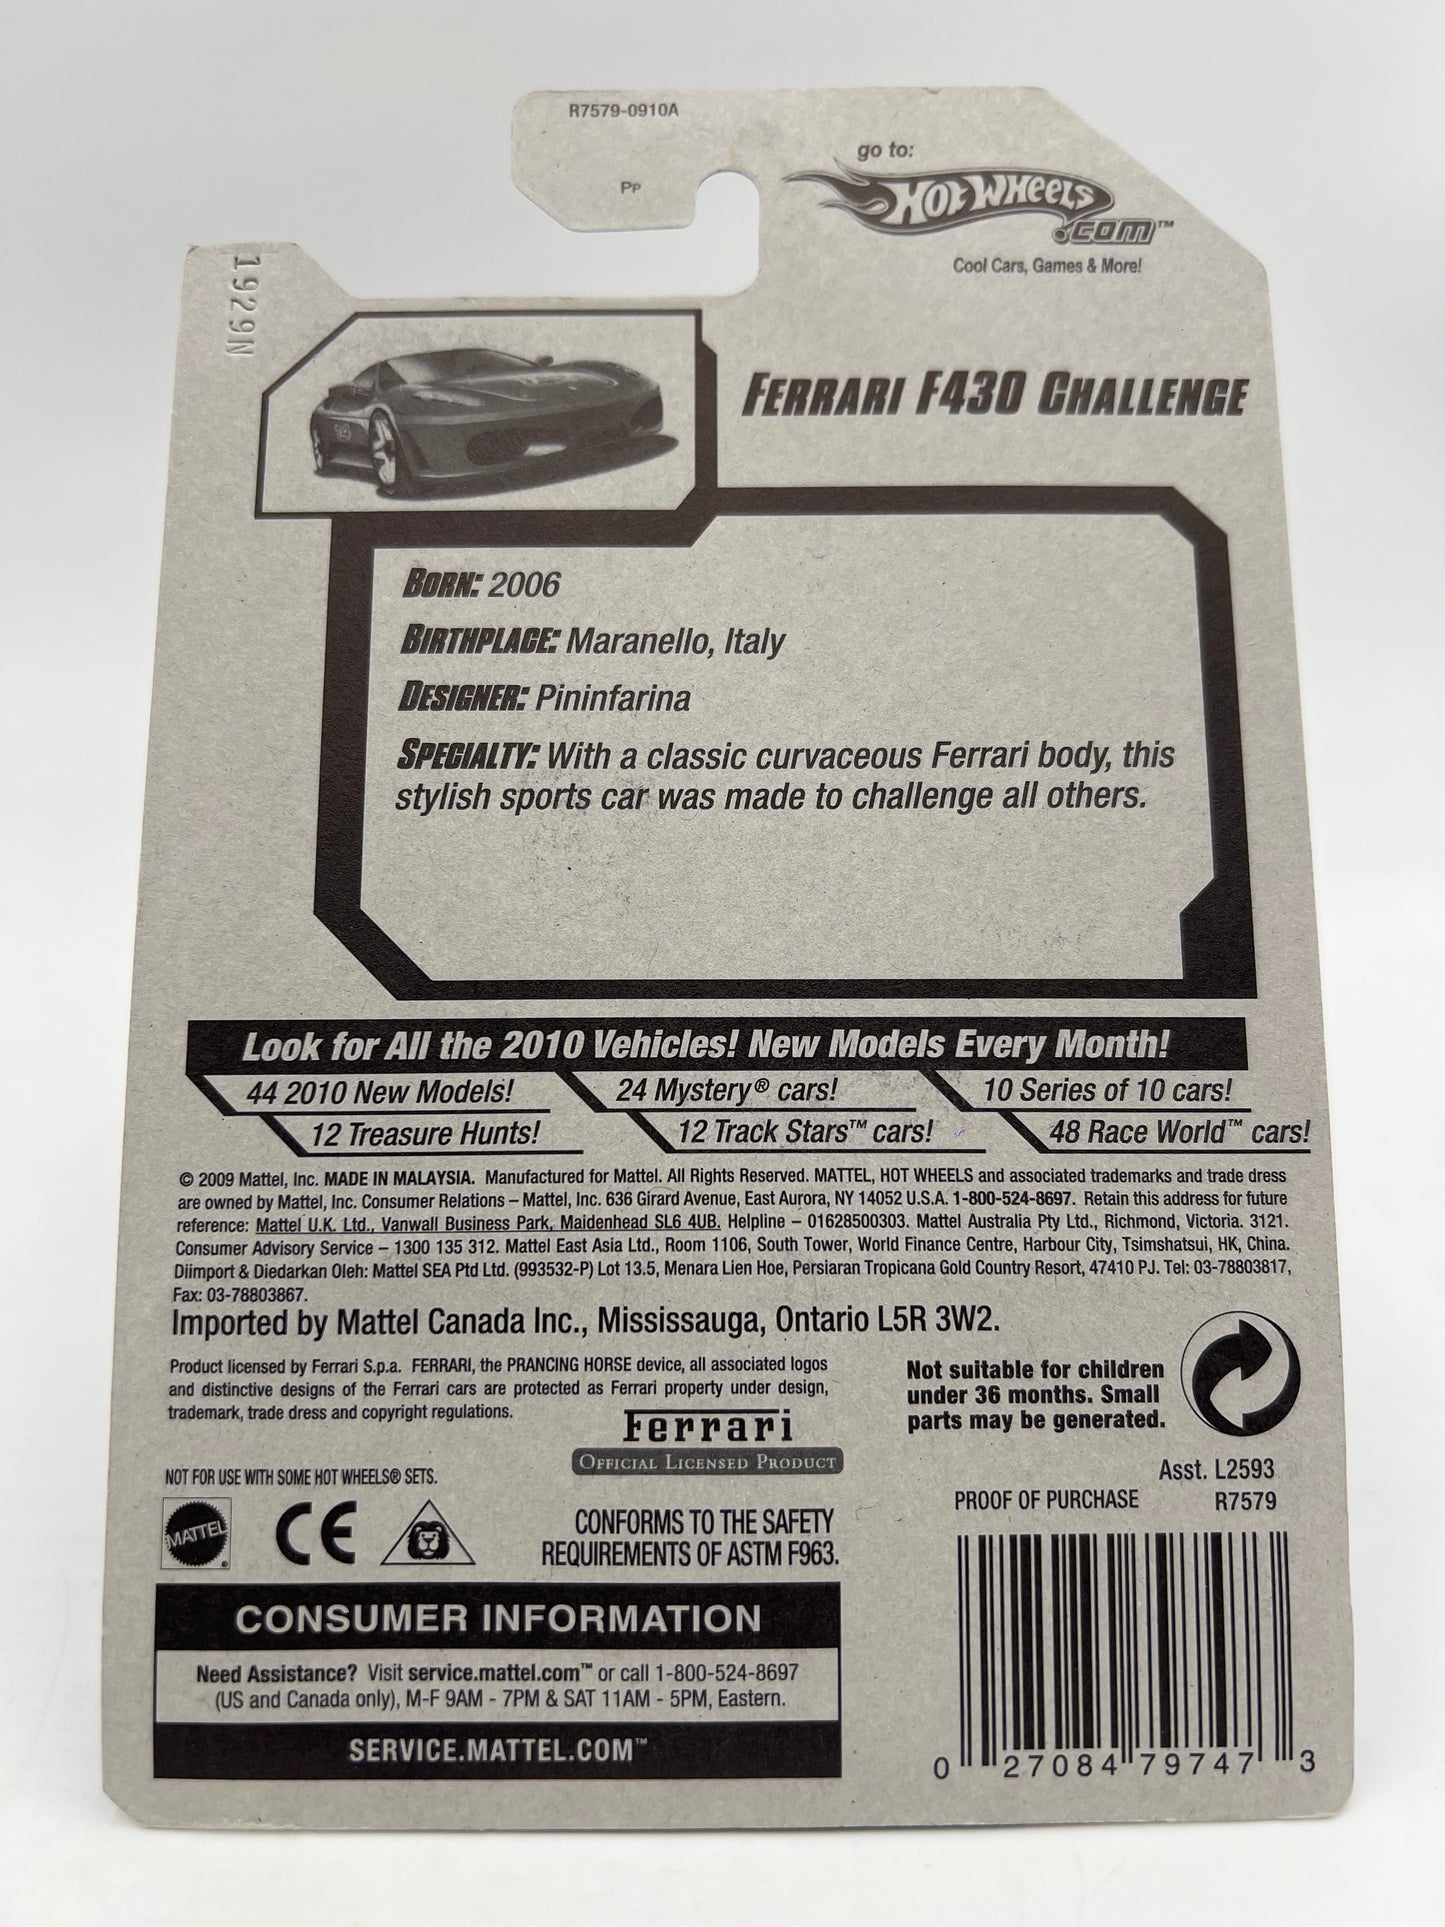 R7579-0910A
PP
go to:
HOT WHEELS
.COM™
Cool Cars, Games & More!
1929N
FERRARI F430 CHALLENGE
14
BORN: 2006
BIRTHPLACE: Maranello, Italy
DESIGNER: Pininfarina
SPECIALTY: With a classic curvaceous Ferrari body, this
stylish sports car was made to challenge all others.
Look for All the 2010 Vehicles! New Models Every Month!
44 2010 New Models! 24 Mystery® cars! 10 Series of 10 cars!
12 Treasure Hunts! 12 Track Stars™ cars! 48 Race World™ cars!
© 2009 Mattel, Inc. MADE IN MALAYSIA. Manufactured for Mattel. All Rights Reserved. MATTEL, HOT WHEELS and associated trademarks and trade dress
are owned by Mattel, Inc. Consumer Relations – Mattel, Inc. 636 Girard Avenue, East Aurora, NY 14052 U.S.A. 1-800-524-8697. Retain this address for future
reference: Mattel U.K. Ltd., Vanwall Business Park, Maidenhead SL6 4UB. Helpline – 01628500303. Mattel Australia Pty Ltd., Richmond, Victoria. 3121.
Consumer Advisory Service – 1300 135 312. Mattel East Asia Ltd., Room 1106, South Tower, World Finance Centre, Harbour City, Tsimshatsui, HK, China.
Diimport & Diedarkan Oleh: Mattel SEA Ptd Ltd. (993532-P) Lot 13.5, Menara Lien Hoe, Persiaran Tropicana Gold Country Resort, 47410 PJ. Tel: 03-78803817,
Fax: 03-78803867.
Imported by Mattel Canada Inc., Mississauga, Ontario L5R 3W2.
Product licensed by Ferrari S.p.a. FERRARI, the PRANCING HORSE device, all associated logos
and distinctive designs of the Ferrari cars are protected as Ferrari property under design,
trademark, trade dress and copyright regulations.
Ferrari
OFFICIAL LICENSED PRODUCT
Not suitable for children
under 36 months. Small
parts may be generated.
NOT FOR USE WITH SOME HOT WHEELS® SETS.
MATTEL®
CE
CONFORMS TO THE SAFETY
REQUIREMENTS OF ASTM F963.
Asst. L2593
PROOF OF PURCHASE R7579
CONSUMER INFORMATION
Need Assistance? Visit service.mattel.com™ or call 1-800-524-8697
(US and Canada only), M-F 9AM - 7PM & SAT 11AM - 5PM, Eastern.
SERVICE.MATTEL.COM™
0 27084 79747 3